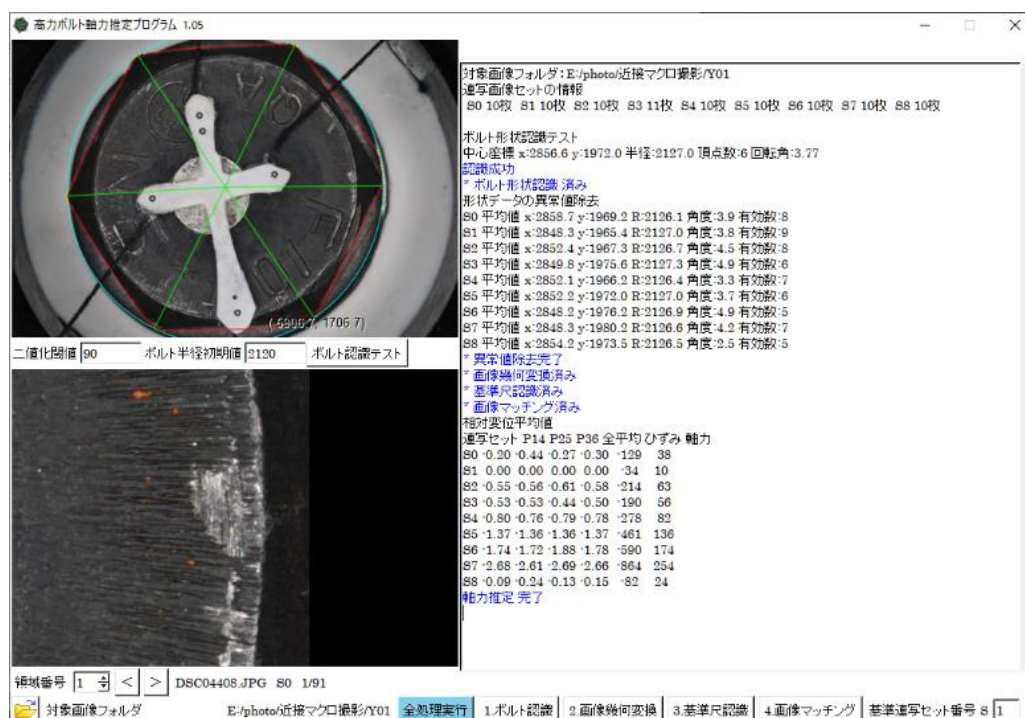 高力ボルト軸力推定プログラム 1.05
(-5906.7, 1706.7)
二値化閾値 90 ボルト半径初期値 2120 ボルト認識テスト
対象画像フォルダ：E:/photo/近接マクロ撮影/Y01
連写画像セットの情報
S0 10枚 S1 10枚 S2 10枚 S3 11枚 S4 10枚 S5 10枚 S6 10枚 S7 10枚 S8 10枚
ボルト形状認識テスト
中心座標 x:2856.6 y:1972.0 半径:2127.0 頂点数:6 回転角:3.77
認識成功
* ボルト形状認識 済み
形状データの異常値除去
S0 平均値 x:2858.7 y:1969.2 R:2126.1 角度:3.9 有効数:8
S1 平均値 x:2848.3 y:1965.4 R:2127.0 角度:3.8 有効数:9
S2 平均値 x:2852.4 y:1967.3 R:2126.7 角度:4.5 有効数:8
S3 平均値 x:2849.8 y:1975.6 R:2127.3 角度:4.9 有効数:6
S4 平均値 x:2852.1 y:1966.2 R:2126.4 角度:3.3 有効数:7
S5 平均値 x:2852.2 y:1972.0 R:2127.0 角度:3.7 有効数:6
S6 平均値 x:2848.2 y:1976.2 R:2126.9 角度:4.9 有効数:5
S7 平均値 x:2848.3 y:1980.2 R:2126.6 角度:4.2 有効数:7
S8 平均値 x:2854.2 y:1973.5 R:2126.5 角度:2.5 有効数:5
* 異常値除去完了
* 画像幾何変換済み
* 基準尺認識済み
* 画像マッチング済み
相対変位平均値
連写セット P14 P25 P36 全平均 ひずみ 軸力
S0 -0.20 -0.44 -0.27 -0.30 -129 38
S1 0.00 0.00 0.00 0.00 -34 10
S2 -0.55 -0.56 -0.61 -0.58 -214 63
S3 -0.53 -0.53 -0.44 -0.50 -190 56
S4 -0.80 -0.76 -0.79 -0.78 -278 82
S5 -1.37 -1.36 -1.36 -1.37 -461 136
S6 -1.74 -1.72 -1.88 -1.78 -590 174
S7 -2.68 -2.61 -2.69 -2.66 -864 254
S8 -0.09 -0.24 -0.13 -0.15 -82 24
軸力推定 完了
領域番号 1 < > DSC04408.JPG S0 1/91
対象画像フォルダ E:/photo/近接マクロ撮影/Y01 全処理実行 1.ボルト認識 2.画像幾何変換 3.基準尺認識 4.画像マッチング 基準連写セット番号 S 1